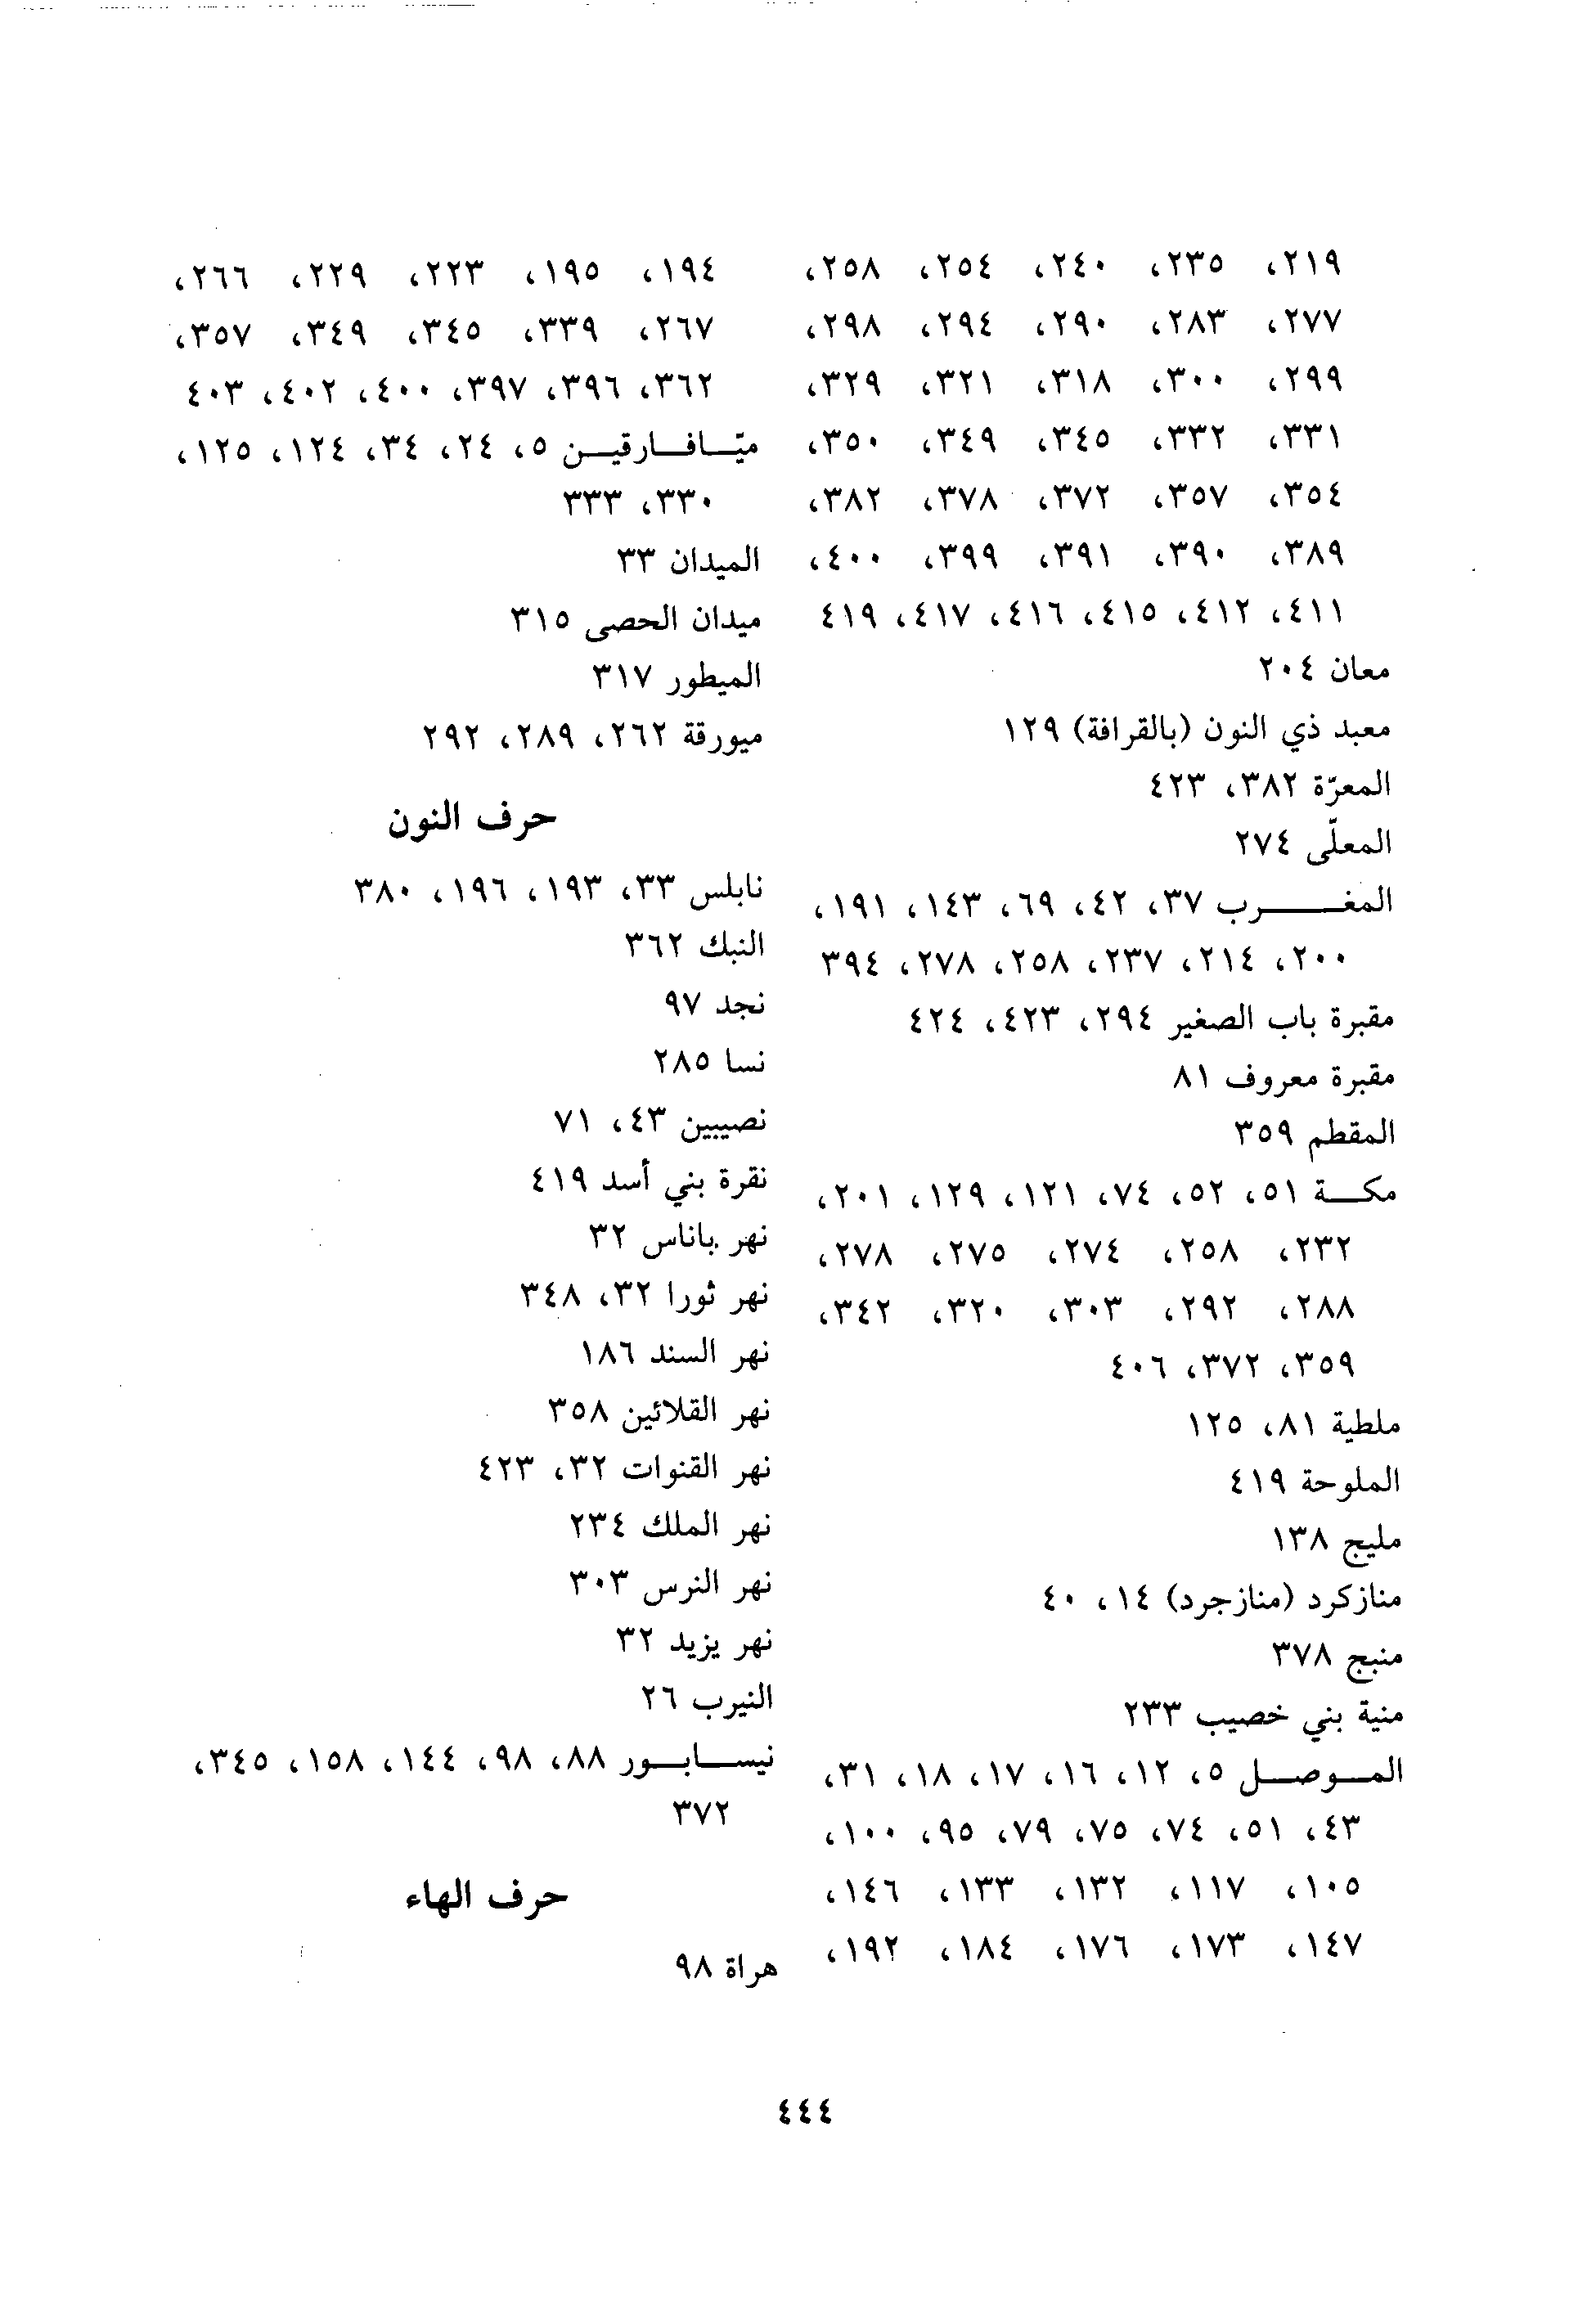 ٢١٩، ٢٣٥، ٢٤٠، ٢٥٤، ٢٥٨،
٢٧٧، ٢٨٣، ٢٩٠، ٢٩٤، ٢٩٨،
٢٩٩، ٣٠٠، ٣١٨، ٣٢١، ٣٢٩،
٣٣١، ٣٣٢، ٣٤٥، ٣٤٩، ٣٥٠،
٣٥٤، ٣٥٧، ٣٧٢، ٣٧٨، ٣٨٢،
٣٨٩، ٣٩٠، ٣٩١، ٣٩٩، ٤٠٠،
٤١١، ٤١٢، ٤١٥، ٤١٦، ٤١٧، ٤١٩
معان ٢٠٤
معبد ذي النون (بالقرافة) ١٢٩
المعرّة ٣٨٢، ٤٢٣
المعلّى ٢٧٤
المغرب ٣٧، ٤٢، ٦٩، ١٤٣، ١٩١،
٢٠٠، ٢١٤، ٢٣٧، ٢٥٨، ٢٧٨، ٣٩٤
مقبرة باب الصغير ٢٩٤، ٤٢٣، ٤٢٤
مقبرة معروف ٨١
المقطم ٣٥٩
مكة ٥١، ٥٢، ٧٤، ١٢١، ١٢٩، ٢٠١،
٢٣٢، ٢٥٨، ٢٧٤، ٢٧٥، ٢٧٨،
٢٨٨، ٢٩٢، ٣٠٣، ٣٢٠، ٣٤٢،
٣٥٩، ٣٧٢، ٤٠٦
ملطية ٨١، ١٢٥
الملوحة ٤١٩
مليج ١٣٨
منازكرد (منازجرد) ١٤، ٤٠
منبج ٣٧٨
منية بني خصيب ٢٣٣
الموصل ٥، ١٢، ١٦، ١٧، ١٨، ٣١،
٤٣، ٥١، ٧٤، ٧٥، ٧٩، ٩٥، ١٠٠،
١٠٥، ١١٧، ١٣٢، ١٣٣، ١٤٦،
١٤٧، ١٧٣، ١٧٦، ١٨٤، ١٩٢،
١٩٤، ١٩٥، ٢٢٣، ٢٢٩، ٢٦٦،
٢٦٧، ٣٣٩، ٣٤٥، ٣٤٩، ٣٥٧،
٣٦٢، ٣٩٦، ٣٩٧، ٤٠٠، ٤٠٢، ٤٠٣
ميّافارقين ٥، ٢٤، ٣٤، ١٢٤، ١٢٥،
٣٣٠، ٣٣٣
الميدان ٣٣
ميدان الحصى ٣١٥
الميطور ٣١٧
ميورقة ٢٦٢، ٢٨٩، ٢٩٢
حرف النون
نابلس ٣٣، ١٩٣، ١٩٦، ٣٨٠
النبك ٣٦٢
نجد ٩٧
نسا ٢٨٥
نصيبين ٤٣، ٧١
نقرة بني أسد ٤١٩
نهر باناس ٣٢
نهر ثورا ٣٢، ٣٤٨
نهر السند ١٨٦
نهر القلائين ٣٥٨
نهر القنوات ٣٢، ٤٢٣
نهر الملك ٢٣٤
نهر النرس ٣٠٣
نهر يزيد ٣٢
النيرب ٢٦
نيسابور ٨٨، ٩٨، ١٤٤، ١٥٨، ٣٤٥،
٣٧٢
حرف الهاء
هراة ٩٨
٤٤٤